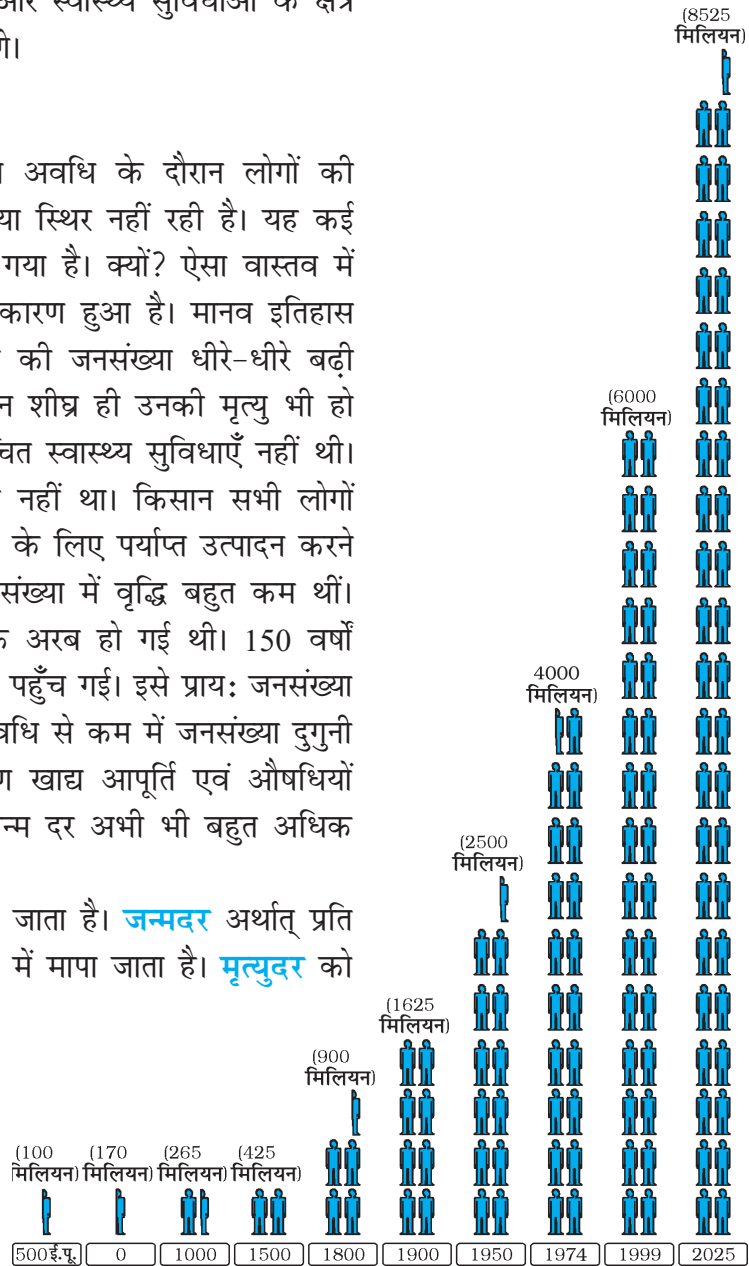 और स्वास्थ्य सुविधाओं के क्षेत्र
गे।
अवधि के दौरान लोगों की
या स्थिर नहीं रही है। यह कई
गया है। क्यों? ऐसा वास्तव में
कारण हुआ है। मानव इतिहास
की जनसंख्या धीरे-धीरे बढ़ी
न शीघ्र ही उनकी मृत्यु भी हो
चित स्वास्थ्य सुविधाएँ नहीं थी।
नहीं था। किसान सभी लोगों
के लिए पर्याप्त उत्पादन करने
संख्या में वृद्धि बहुत कम थीं।
अरब हो गई थी। 150 वर्षों
पहुँच गई। इसे प्राय: जनसंख्या
वधि से कम में जनसंख्या दुगुनी
ण खाद्य आपूर्ति एवं औषधियों
न्म दर अभी भी बहुत अधिक
जाता है। जन्मदर अर्थात् प्रति
में मापा जाता है। मृत्युदर को
(100
मिलियन)
(170
मिलियन)
(265
मिलियन)
(425
मिलियन)
(900
मिलियन)
(1625
मिलियन)
(2500
मिलियन)
4000
मिलियन)
(6000
मिलियन)
(8525
मिलियन)
500ई.पू. 0 1000 1500 1800 1900 1950 1974 1999 2025